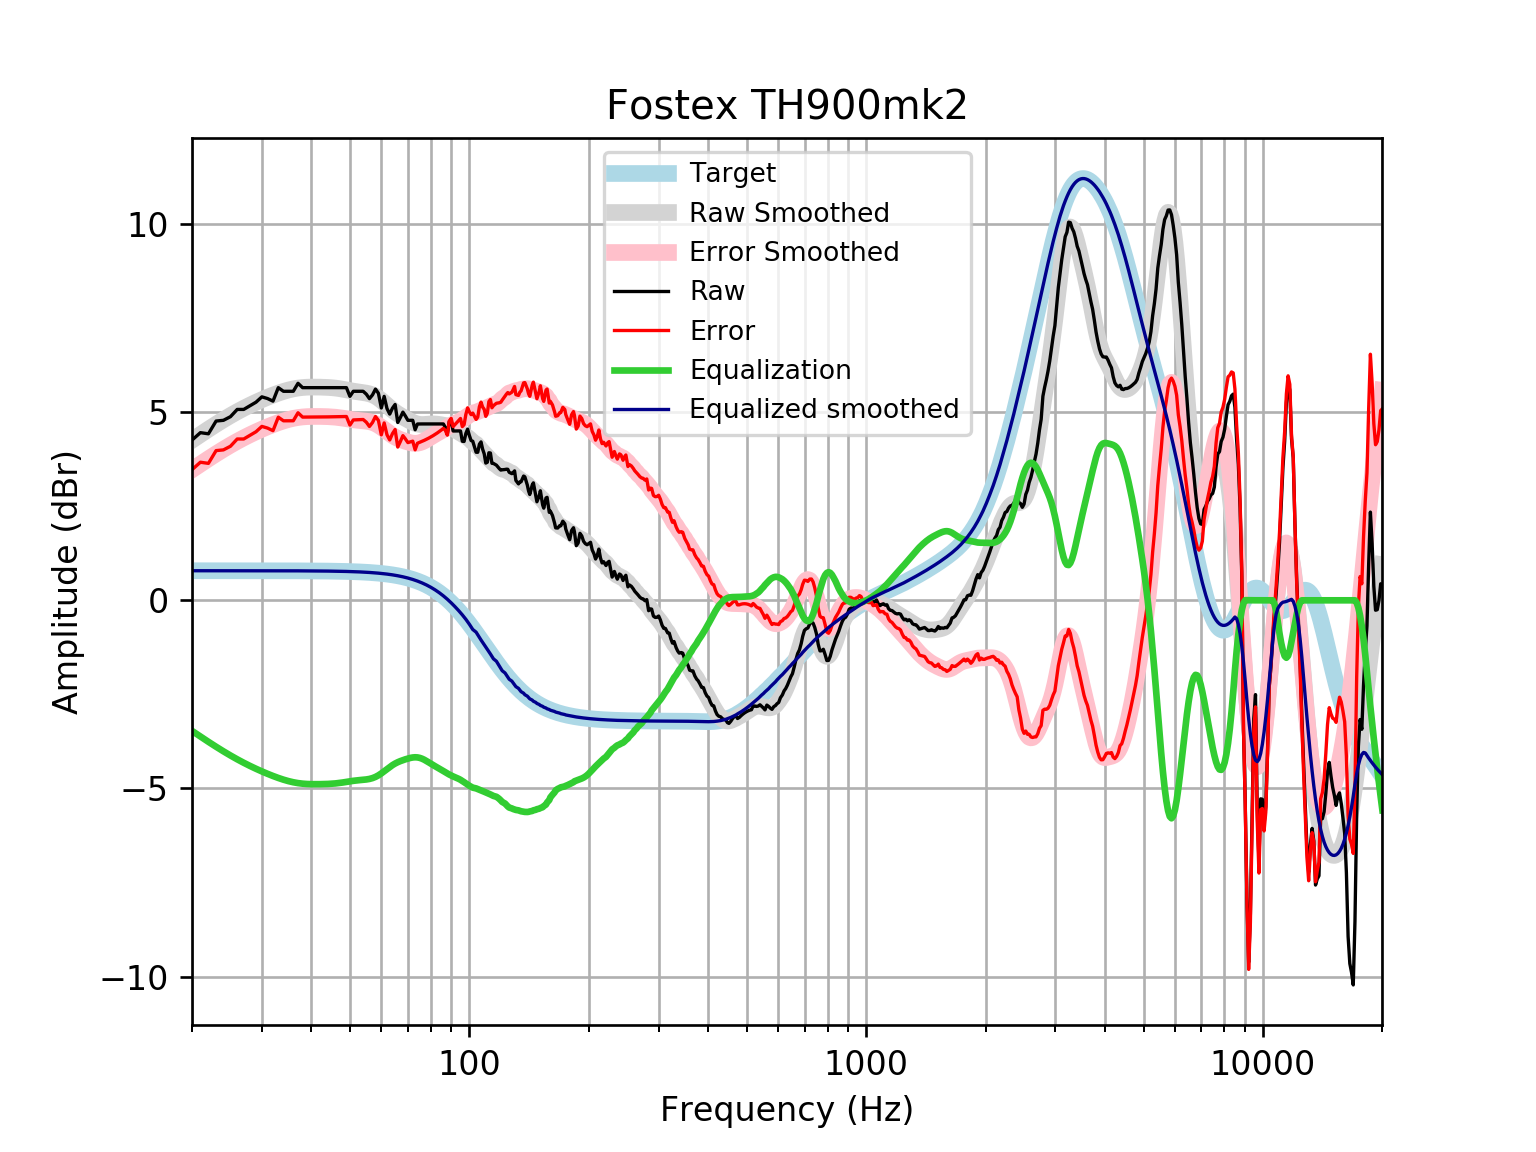 Fostex TH900mk2
Target
Raw Smoothed
Error Smoothed
Raw
Error
Equalization
Equalized smoothed
10
5
0
−5
−10
Amplitude (dBr)
100
1000
10000
Frequency (Hz)